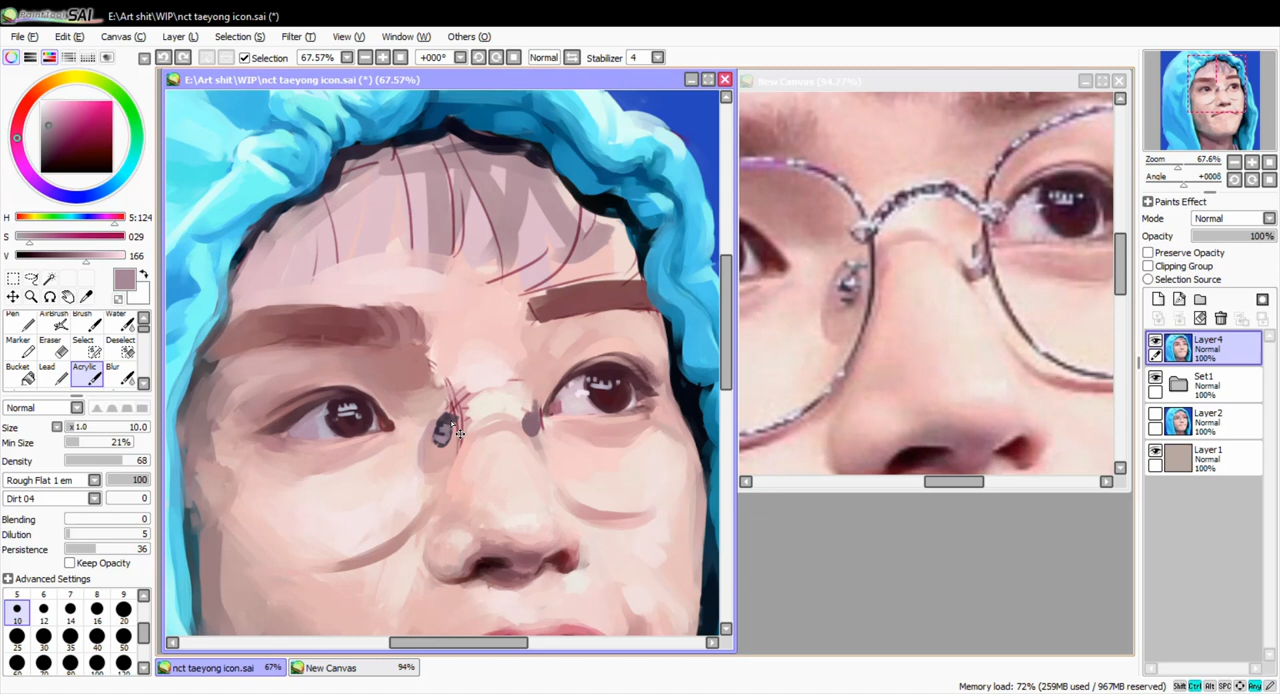 PaintTool SAI E:\Art shit\WIP\nct taeyong icon.sai (*)
File (F) Edit (E) Canvas (C) Layer (L) Selection (S) Filter (T) View (V) Window (W) Others (O)
Selection 67.57% +000° Normal Stabilizer 4
E:\Art shit\WIP\nct taeyong icon.sai (*) (67.57%)
New Canvas (94.77%)
H 5:124
S 029
V 166
Pen AirBrush Brush Water
Marker Eraser Select Deselect
Bucket Lead Acrylic Blur
Normal
Size x 1.0 10.0
Min Size 21%
Density 68
Rough Flat 1 em 100
Dirt 04 0
Blending 0
Dilution 5
Persistence 36
Keep Opacity
Advanced Settings
5 6 7 8 9
10 12 14 16 20
25 30 35 40 50
nct taeyong icon.sai 67%
New Canvas 94%
Zoom 67.6%
Angle +000ß
Paints Effect
Mode Normal
Opacity 100%
Preserve Opacity
Clipping Group
Selection Source
Layer4
Normal
100%
Set1
Normal
100%
Layer2
Normal
100%
Layer1
Normal
100%
Memory load: 72% (259MB used / 967MB reserved) Shift Ctrl Alt SPC Any